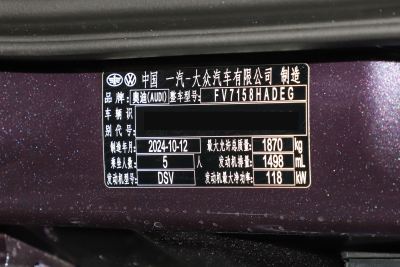 中国 一汽-大众汽车有限公司 制造
品牌 奥迪(AUDI) 整车型号 FV7158HADEG
车辆识
别代号
制造年月 2024-10-12 最大允许总质量 1870 kg
乘坐人数 5 人 发动机排量 1498 mL
发动机型号 DSV 发动机最大净功率 118 kW